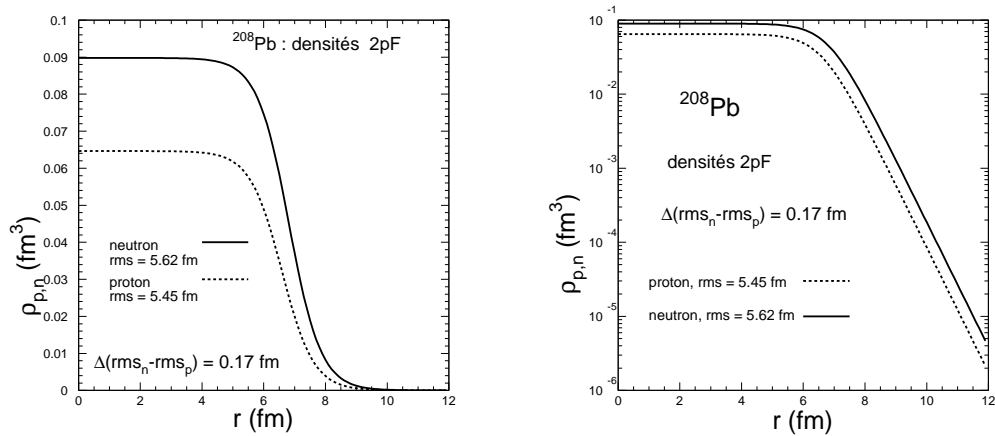 0.1
0.09
0.08
0.07
0.06
0.05
0.04
0.03
0.02
0.01
0
ρp,n (fm³)
²⁰⁸Pb : densités 2pF
neutron
rms = 5.62 fm
proton
rms = 5.45 fm
Δ(rmsn-rmsp) = 0.17 fm
0 2 4 6 8 10 12
r (fm)
10⁻¹
10⁻²
10⁻³
10⁻⁴
10⁻⁵
10⁻⁶
ρp,n (fm³)
²⁰⁸Pb
densités 2pF
Δ(rmsn-rmsp) = 0.17 fm
proton, rms = 5.45 fm
neutron, rms = 5.62 fm
0 2 4 6 8 10 12
r (fm)